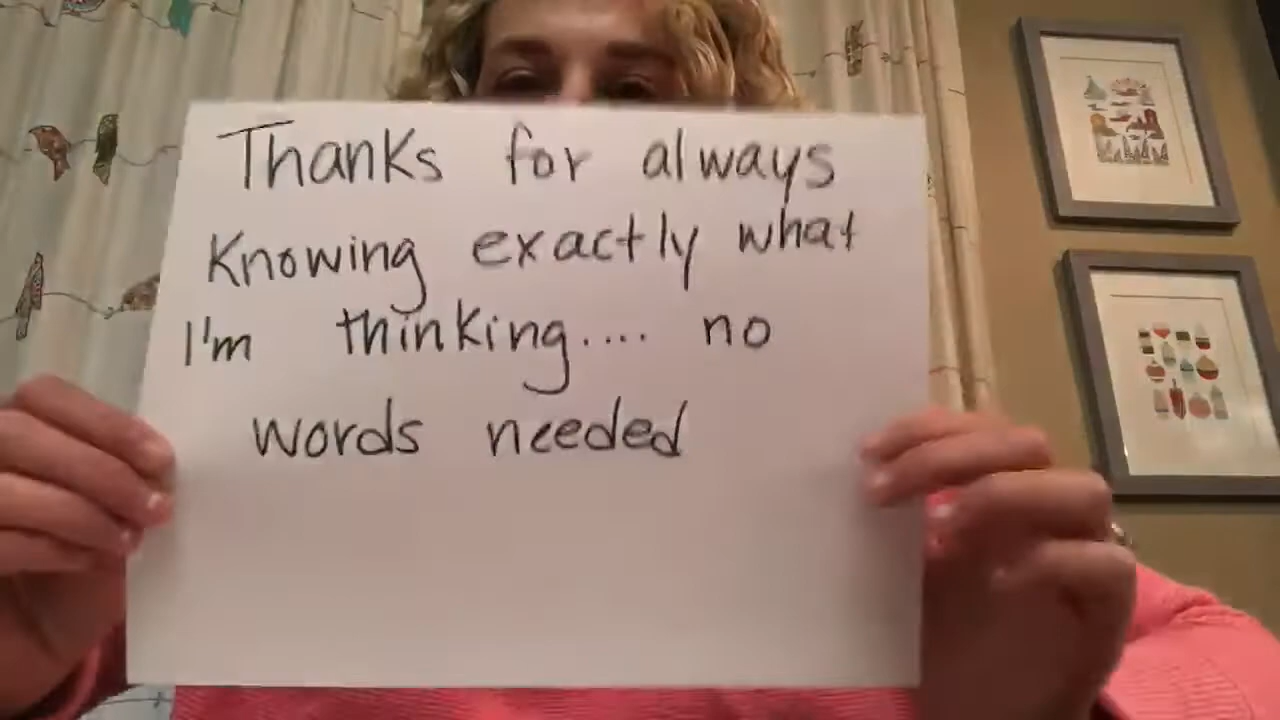 Thanks for always
Knowing exactly what
I'm thinking.... no
words needed